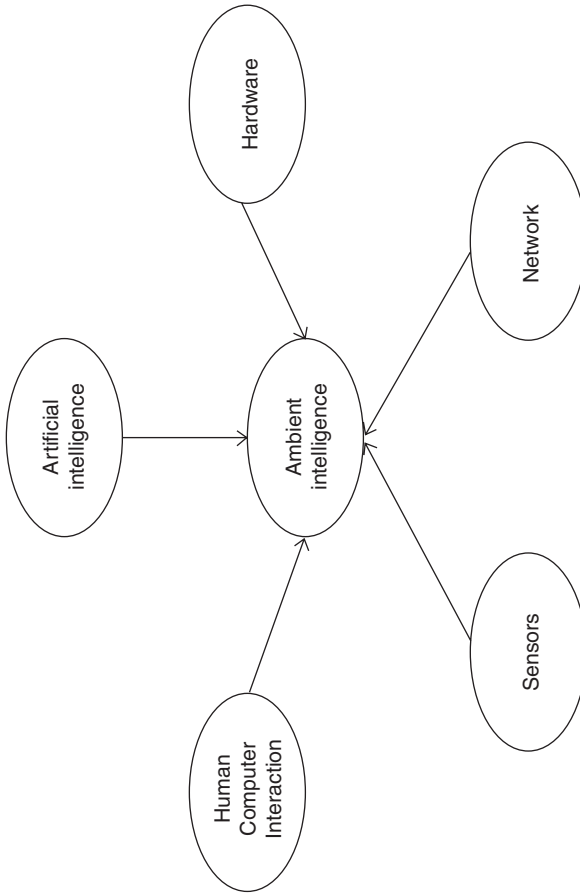 Artificial
intelligence
Human
Computer
Interaction
Ambient
intelligence
Hardware
Sensors
Network